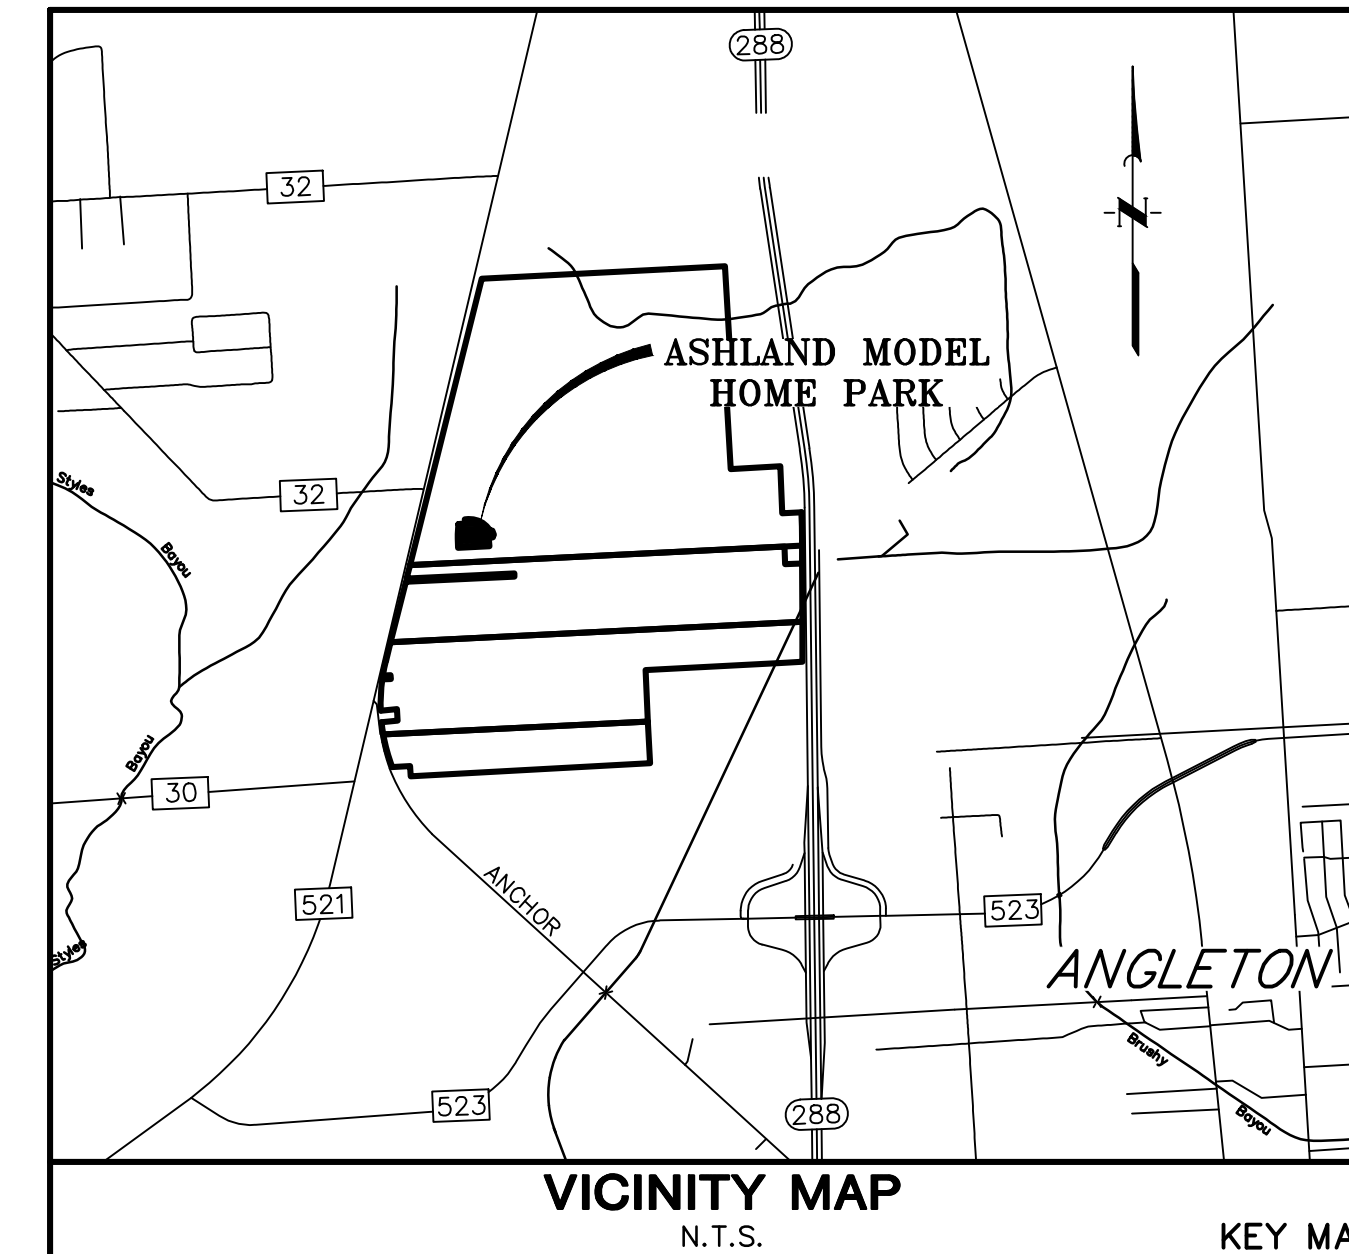 288
32
N
ASHLAND MODEL
HOME PARK
32
Styles
Bayou
Bayou
30
521
ANCHOR
523
Styles
ANGLETON
Brushy
523
288
Bayou
VICINITY MAP
N.T.S.
KEY MA